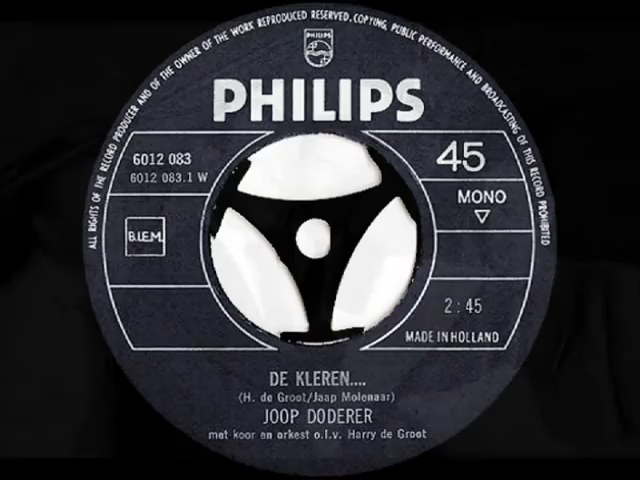 ALL RIGHTS OF THE RECORD PRODUCER AND OF THE OWNER OF THE WORK REPRODUCED RESERVED. COPYING, PUBLIC PERFORMANCE AND BROADCASTING OF THIS RECORD PROHIBITED
PHILIPS
PHILIPS
6012 083
6012 083.1 W
45
MONO
B.I.E.M.
2 : 45
MADE IN HOLLAND
DE KLEREN....
(H. de Groot/Jaap Molenaar)
JOOP DODERER
met koor en orkest o.l.v. Harry de Groot